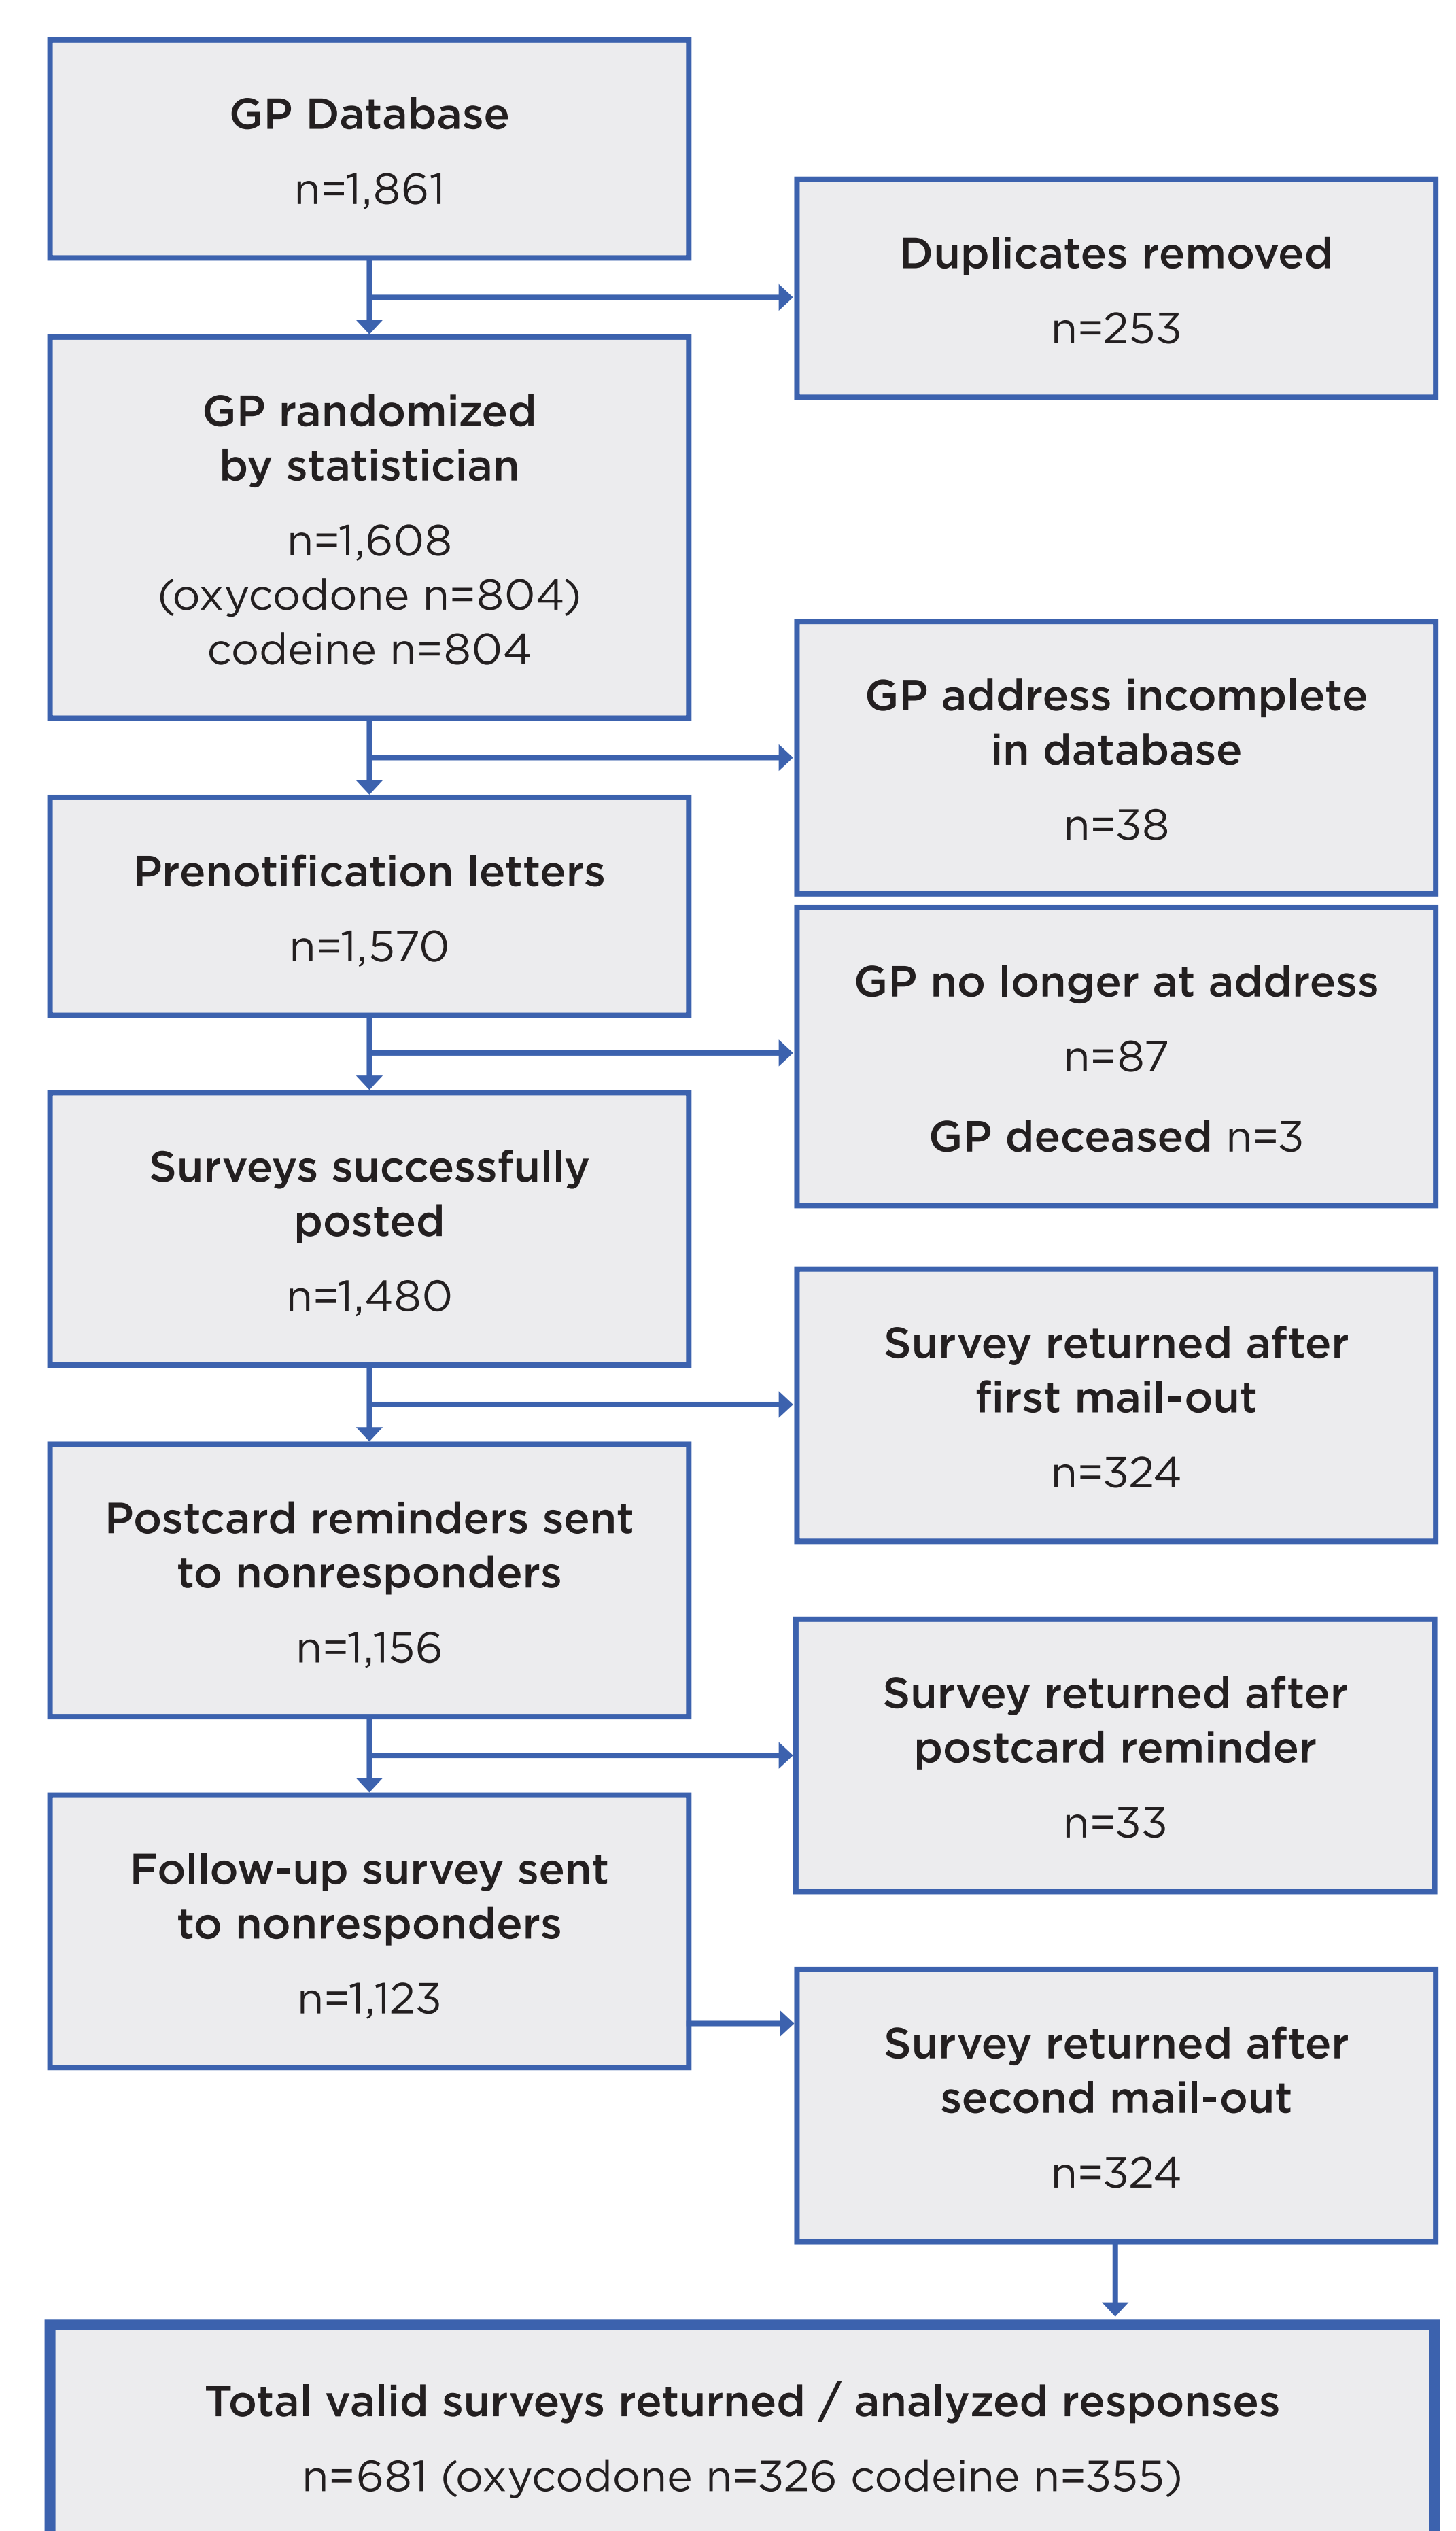 GP Database
n=1,861
Duplicates removed
n=253
GP randomized
by statistician
n=1,608
(oxycodone n=804)
codeine n=804
GP address incomplete
in database
n=38
Prenotification letters
n=1,570
GP no longer at address
n=87
GP deceased n=3
Surveys successfully
posted
n=1,480
Survey returned after
first mail-out
n=324
Postcard reminders sent
to nonresponders
n=1,156
Survey returned after
postcard reminder
n=33
Follow-up survey sent
to nonresponders
n=1,123
Survey returned after
second mail-out
n=324
Total valid surveys returned / analyzed responses
n=681 (oxycodone n=326 codeine n=355)